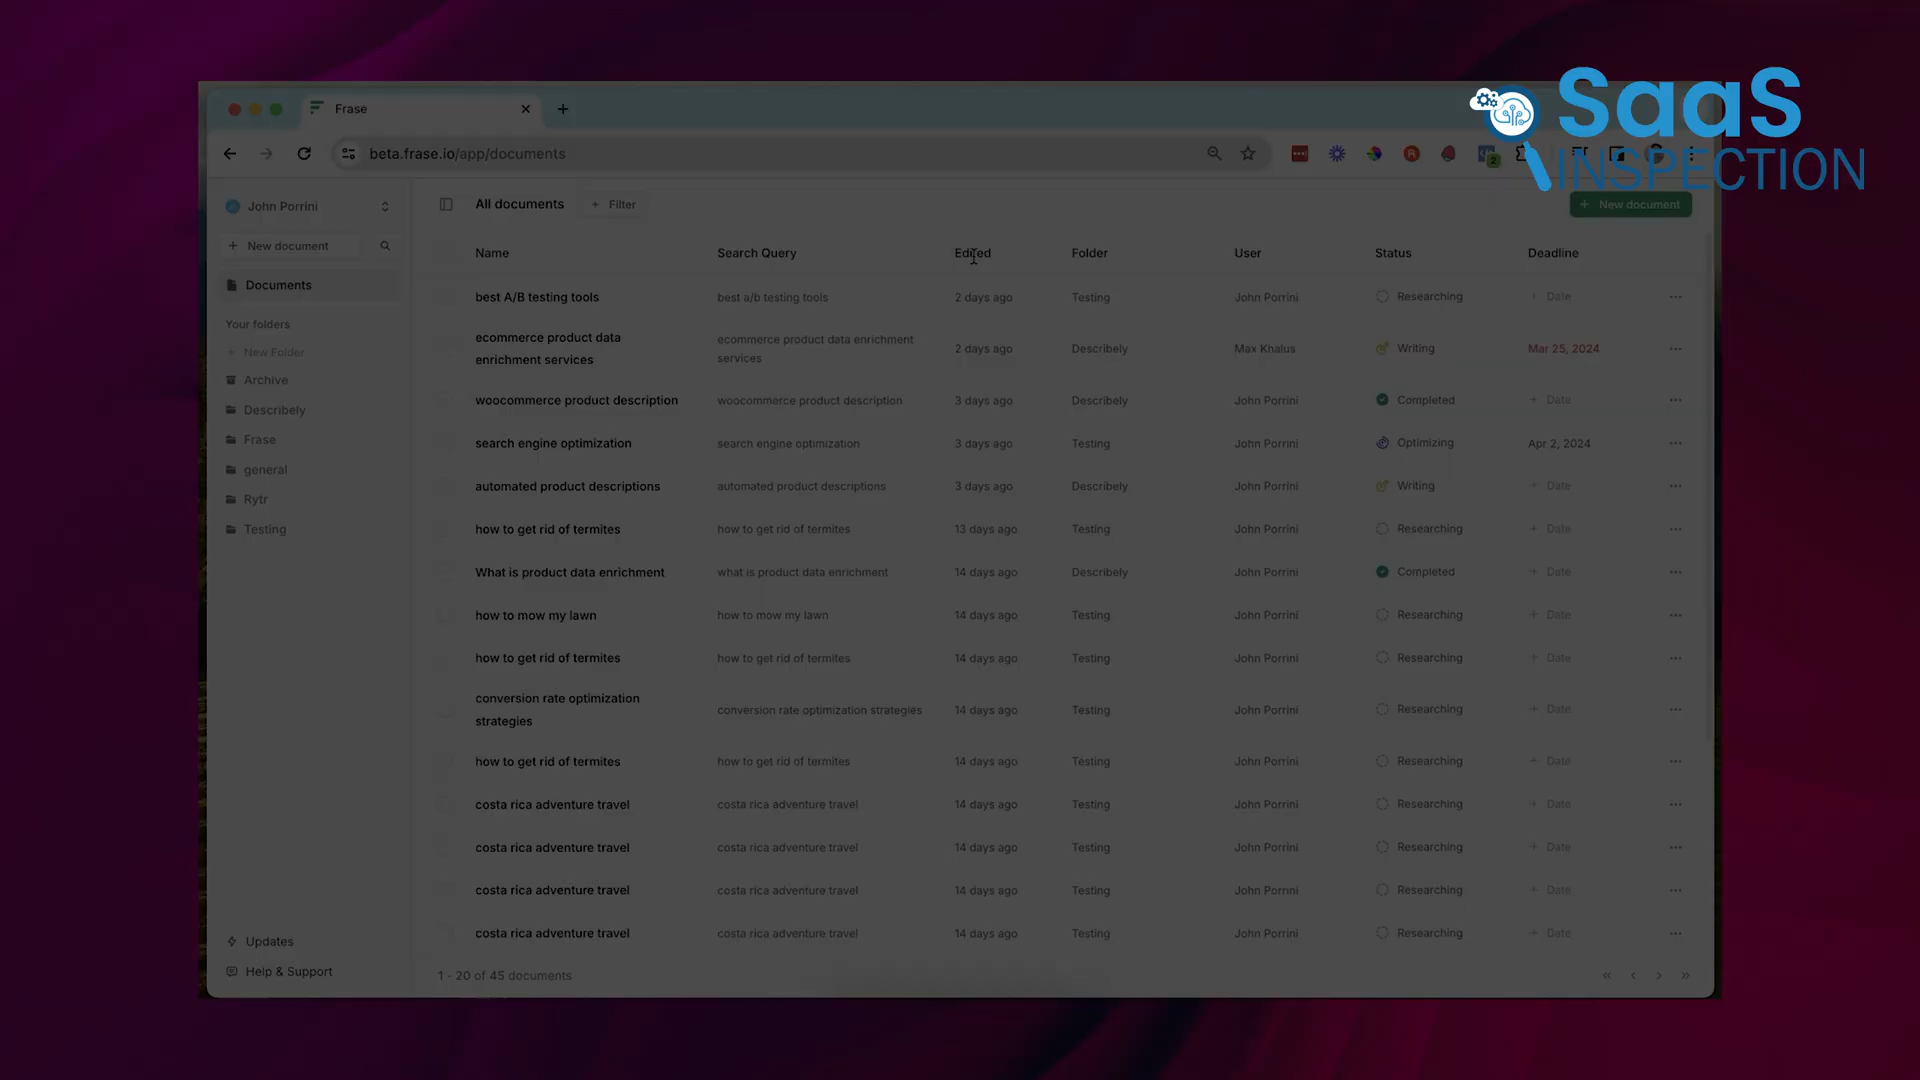 SaaS
INSPECTION
Frase
beta.frase.io/app/documents
2
John Porrini
All documents
+ Filter
+ New document
+ New document
Documents
Your folders
+ New Folder
Archive
Describely
Frase
general
Rytr
Testing
Updates
Help & Support
Name Search Query Edited Folder User Status Deadline
best A/B testing tools best a/b testing tools 2 days ago Testing John Porrini Researching + Date
ecommerce product data enrichment services ecommerce product data enrichment services 2 days ago Describely Max Khalus Writing Mar 25, 2024
woocommerce product description woocommerce product description 3 days ago Describely John Porrini Completed + Date
search engine optimization search engine optimization 3 days ago Testing John Porrini Optimizing Apr 2, 2024
automated product descriptions automated product descriptions 3 days ago Describely John Porrini Writing + Date
how to get rid of termites how to get rid of termites 13 days ago Testing John Porrini Researching + Date
What is product data enrichment what is product data enrichment 14 days ago Describely John Porrini Completed + Date
how to mow my lawn how to mow my lawn 14 days ago Testing John Porrini Researching + Date
how to get rid of termites how to get rid of termites 14 days ago Testing John Porrini Researching + Date
conversion rate optimization strategies conversion rate optimization strategies 14 days ago Testing John Porrini Researching + Date
how to get rid of termites how to get rid of termites 14 days ago Testing John Porrini Researching + Date
costa rica adventure travel costa rica adventure travel 14 days ago Testing John Porrini Researching + Date
costa rica adventure travel costa rica adventure travel 14 days ago Testing John Porrini Researching + Date
costa rica adventure travel costa rica adventure travel 14 days ago Testing John Porrini Researching + Date
costa rica adventure travel costa rica adventure travel 14 days ago Testing John Porrini Researching + Date
1 - 20 of 45 documents